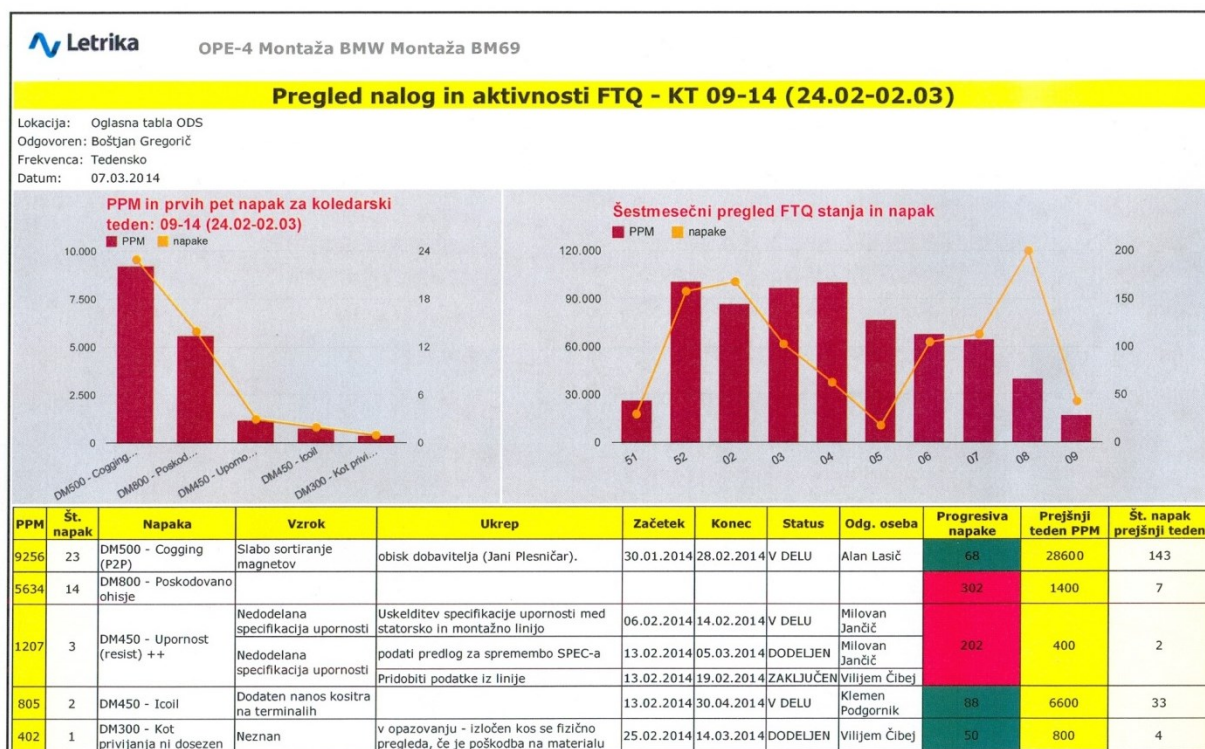 Letrika
OPE-4 Montaža BMW Montaža BM69
Pregled nalog in aktivnosti FTQ - KT 09-14 (24.02-02.03)
Lokacija: Oglasna tabla ODS
Odgovoren: Boštjan Gregorič
Frekvenca: Tedensko
Datum: 07.03.2014
PPM in prvih pet napak za koledarski
teden: 09-14 (24.02-02.03)
PPM napake
10.000 24
7.500 18
5.000 12
2.500 6
0 0
DM500 - Cogging... DM800 - Poskod... DM450 - Uporno... DM450 - Icoil DM300 - Kot privi...
Šestmesečni pregled FTQ stanja in napak
PPM napake
120.000 200
90.000 150
60.000 100
30.000 50
0 0
51 52 02 03 04 05 06 07 08 09
PPM Št. napak Napaka Vzrok Ukrep Začetek Konec Status Odg. oseba Progresiva napake Prejšnji teden PPM Št. napak prejšnji teden
9256 23 DM500 - Cogging (P2P) Slabo sortiranje magnetov obisk dobavitelja (Jani Plesničar). 30.01.2014 28.02.2014 V DELU Alan Lasič 68 28600 143
5634 14 DM800 - Poskodovano ohisje 302 1400 7
1207 3 DM450 - Upornost (resist) ++ Nedodelana specifikacija upornosti Uskelditev specifikacije upornosti med statorsko in montažno linijo 06.02.2014 14.02.2014 V DELU Milovan Jančič 202 400 2
Nedodelana specifikacija upornosti podati predlog za spremembo SPEC-a 13.02.2014 05.03.2014 DODELJEN Milovan Jančič
Pridobiti podatke iz linije 13.02.2014 19.02.2014 ZAKLJUČEN Vilijem Čibej
805 2 DM450 - Icoil Dodaten nanos kositra na terminalih 13.02.2014 30.04.2014 V DELU Klemen Podgornik 88 6600 33
402 1 DM300 - Kot privijanja ni dosezen Neznan v opazovanju - izločen kos se fizično pregleda, če je poškodba na materialu 25.02.2014 14.03.2014 DODELJEN Vilijem Čibej 50 800 4